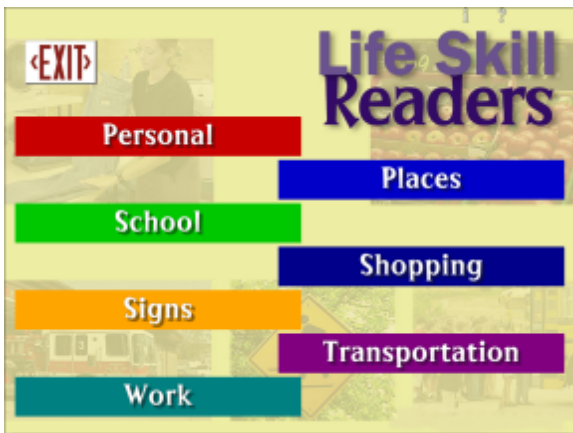 ‹EXIT›
Life Skill
Readers
Personal
Places
School
Shopping
Signs
Transportation
Work